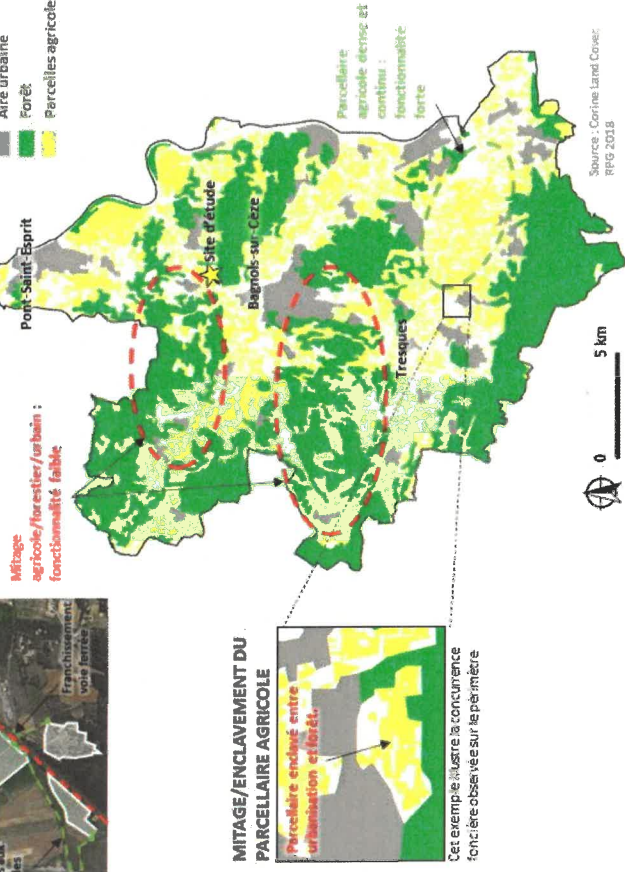 Aire urbaine
Forêt
Parcelles agricole
Pont-Saint-Esprit
Mitage
agricole/forestier/urbain :
fonctionnalité faible
Site d'étude
Bagnols-sur-Cèze
Parcellaire
agricole dense et
continu :
fonctionnalité
forte
Tresques
Franchissement
voie ferrée
MITAGE/ENCLAVEMENT DU
PARCELLAIRE AGRICOLE
Parcellaire enclavé entre
urbanisation et forêt.
Cet exemple illustre la concurrence
foncière observée sur le périmètre
0 5 km
Source : Corine Land Cover,
RPG 2018